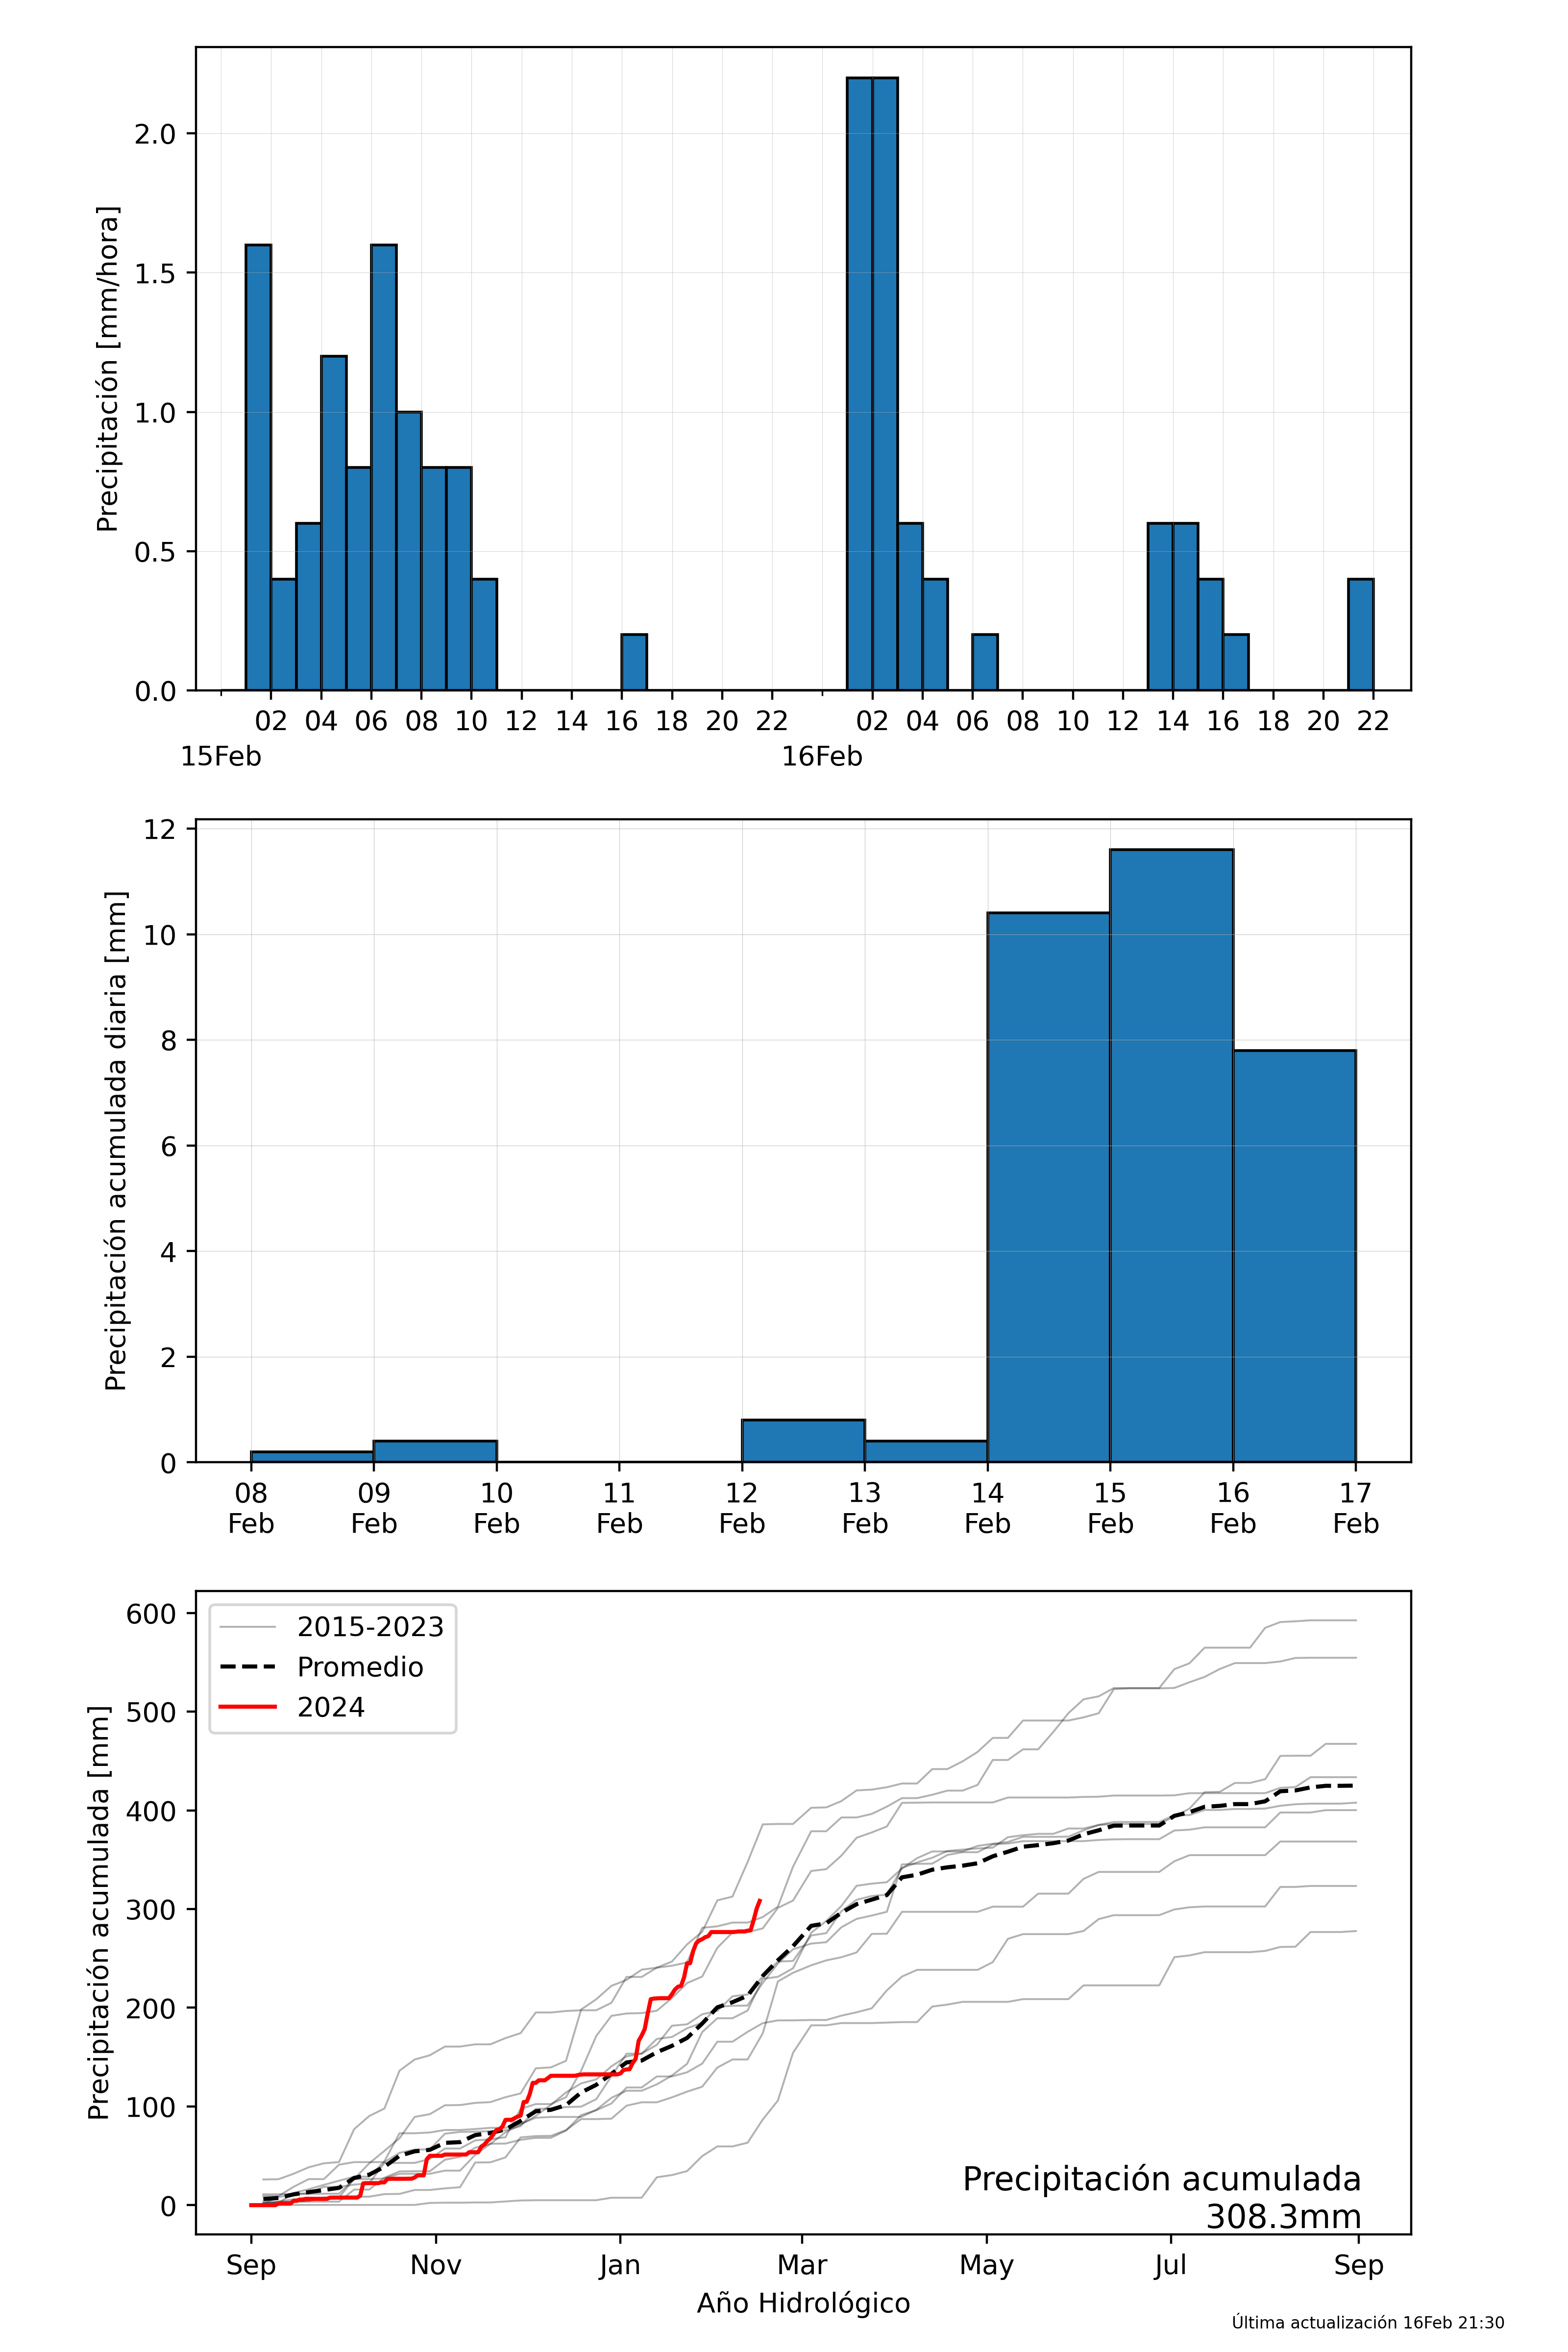 Precipitación [mm/hora]
2.0
1.5
1.0
0.5
0.0
02 04 06 08 10 12 14 16 18 20 22 02 04 06 08 10 12 14 16 18 20 22
15Feb 16Feb
Precipitación acumulada diaria [mm]
12
10
8
6
4
2
0
08 09 10 11 12 13 14 15 16 17
Feb Feb Feb Feb Feb Feb Feb Feb Feb Feb
Precipitación acumulada [mm]
600
500
400
300
200
100
0
2015-2023
Promedio
2024
Precipitación acumulada
308.3mm
Sep Nov Jan Mar May Jul Sep
Año Hidrológico
Última actualización 16Feb 21:30